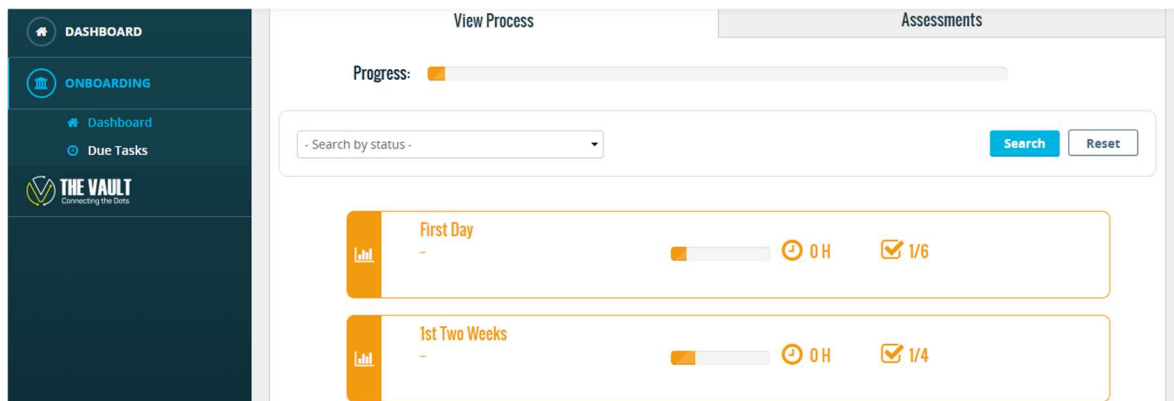 DASHBOARD
ONBOARDING
Dashboard
Due Tasks
THE VAULT
Connecting the Dots
View Process
Assessments
Progress:
- Search by status -
Search
Reset
First Day
–
0 H
1/6
1st Two Weeks
–
0 H
1/4